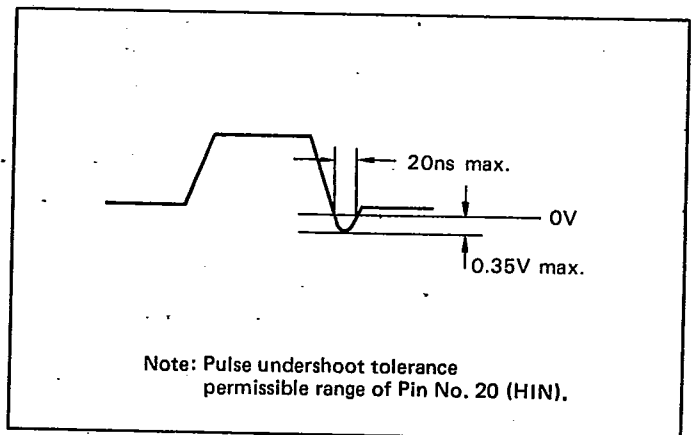 20ns max.
0V
0.35V max.
Note: Pulse undershoot tolerance
permissible range of Pin No. 20 (HIN).